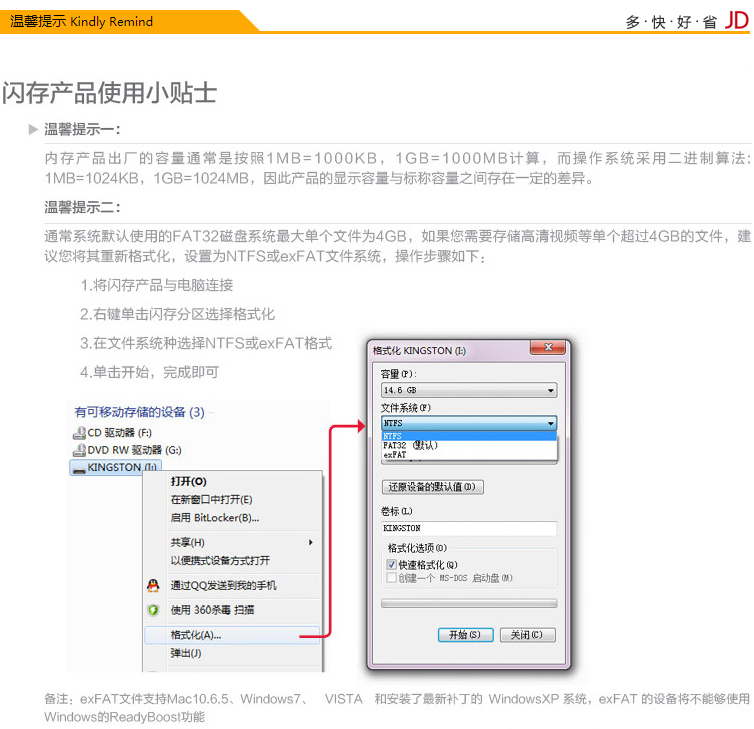 温馨提示 Kindly Remind
多·快·好·省 JD
闪存产品使用小贴士
温馨提示一：
内存产品出厂的容量通常是按照1MB=1000KB，1GB=1000MB计算，而操作系统采用二进制算法：
1MB=1024KB，1GB=1024MB，因此产品的显示容量与标称容量之间存在一定的差异。
温馨提示二：
通常系统默认使用的FAT32磁盘系统最大单个文件为4GB，如果您需要存储高清视频等单个超过4GB的文件，建
议您将其重新格式化，设置为NTFS或exFAT文件系统，操作步骤如下：
1.将闪存产品与电脑连接
2.右键单击闪存分区选择格式化
3.在文件系统种选择NTFS或exFAT格式
4.单击开始，完成即可
有可移动存储的设备 (3)
CD 驱动器 (F:)
DVD RW 驱动器 (G:)
KINGSTON (I:)
打开(O)
在新窗口中打开(E)
启用 BitLocker(B)...
共享(H)
以便携式设备方式打开
通过QQ发送到我的手机
使用 360杀毒 扫描
格式化(A)...
弹出(J)
格式化 KINGSTON (I:)
容量(P):
14.6 GB
文件系统(F)
NTFS
NTFS
FAT32 (默认)
exFAT
还原设备的默认值(D)
卷标(L)
KINGSTON
格式化选项(O)
快速格式化(Q)
创建一个 MS-DOS 启动盘(M)
开始(S)
关闭(C)
备注：exFAT文件支持Mac10.6.5、Windows7、 VISTA 和安装了最新补丁的 WindowsXP 系统，exFAT 的设备将不能够使用
Windows的ReadyBoost功能